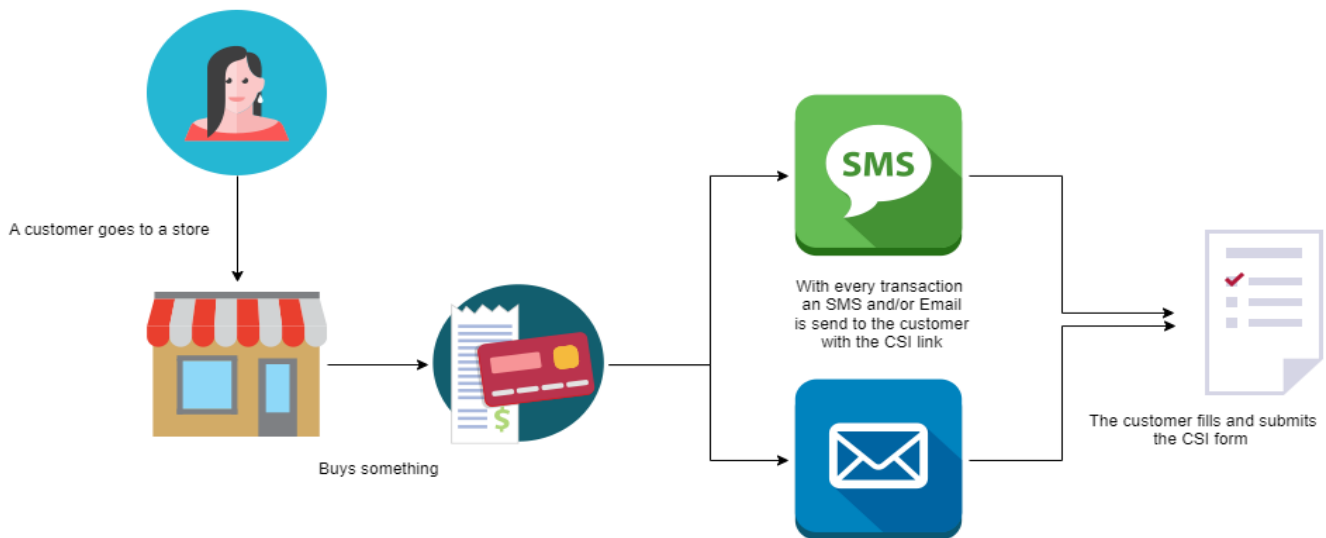 A customer goes to a store
Buys something
SMS
With every transaction
an SMS and/or Email
is send to the customer
with the CSI link
$
The customer fills and submits
the CSI form